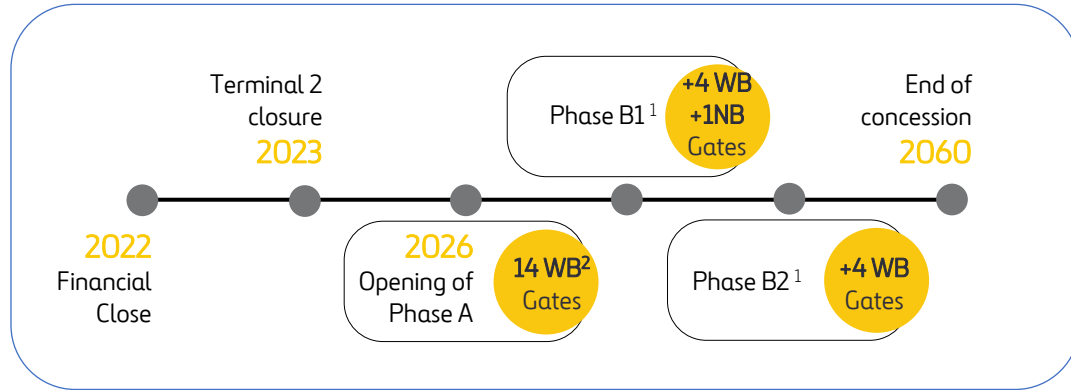 2022
Financial
Close
Terminal 2
closure
2023
2026
Opening of
Phase A
14 WB²
Gates
Phase B1 ¹
+4 WB
+1NB
Gates
Phase B2 ¹
+4 WB
Gates
End of
concession
2060